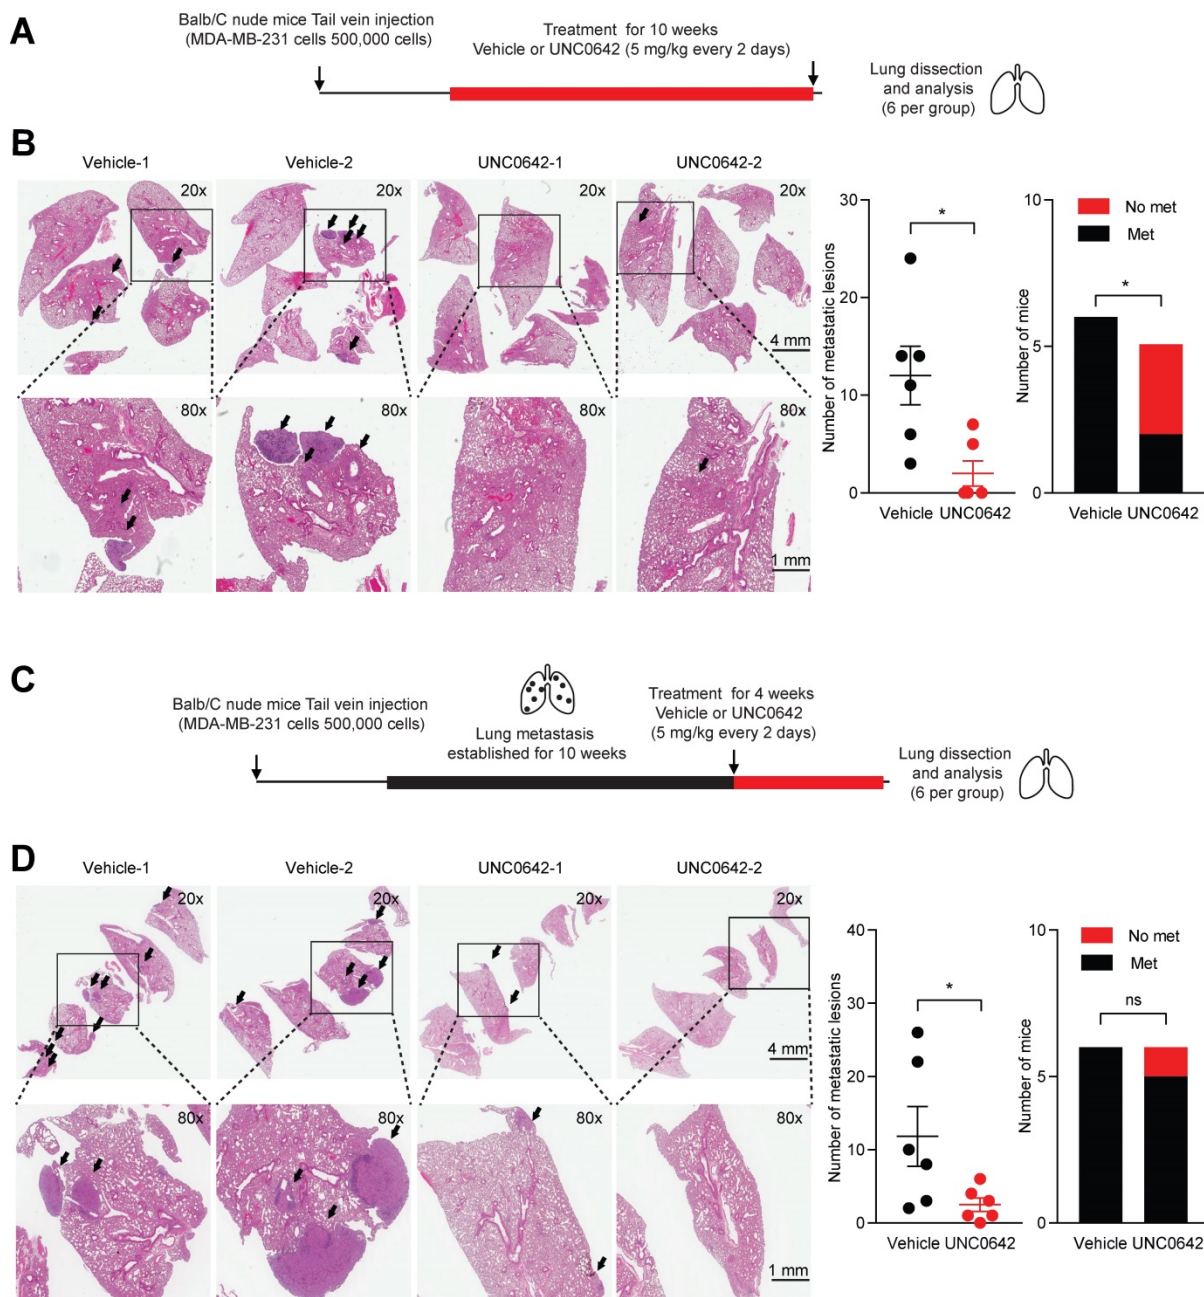 A
Balb/C nude mice Tail vein injection
(MDA-MB-231 cells 500,000 cells)
Treatment for 10 weeks
Vehicle or UNC0642 (5 mg/kg every 2 days)
Lung dissection
and analysis
(6 per group)
B
Vehicle-1
Vehicle-2
UNC0642-1
UNC0642-2
20x
20x
20x
20x
4 mm
80x
80x
80x
80x
1 mm
Number of metastatic lesions
30
20
10
0
*
Vehicle UNC0642
Number of mice
10
5
0
No met
Met
*
Vehicle UNC0642
C
Balb/C nude mice Tail vein injection
(MDA-MB-231 cells 500,000 cells)
Lung metastasis
established for 10 weeks
Treatment for 4 weeks
Vehicle or UNC0642
(5 mg/kg every 2 days)
Lung dissection
and analysis
(6 per group)
D
Vehicle-1
Vehicle-2
UNC0642-1
UNC0642-2
20x
20x
20x
20x
4 mm
80x
80x
80x
80x
1 mm
Number of metastatic lesions
40
30
20
10
0
*
Vehicle UNC0642
Number of mice
10
5
0
No met
Met
ns
Vehicle UNC0642